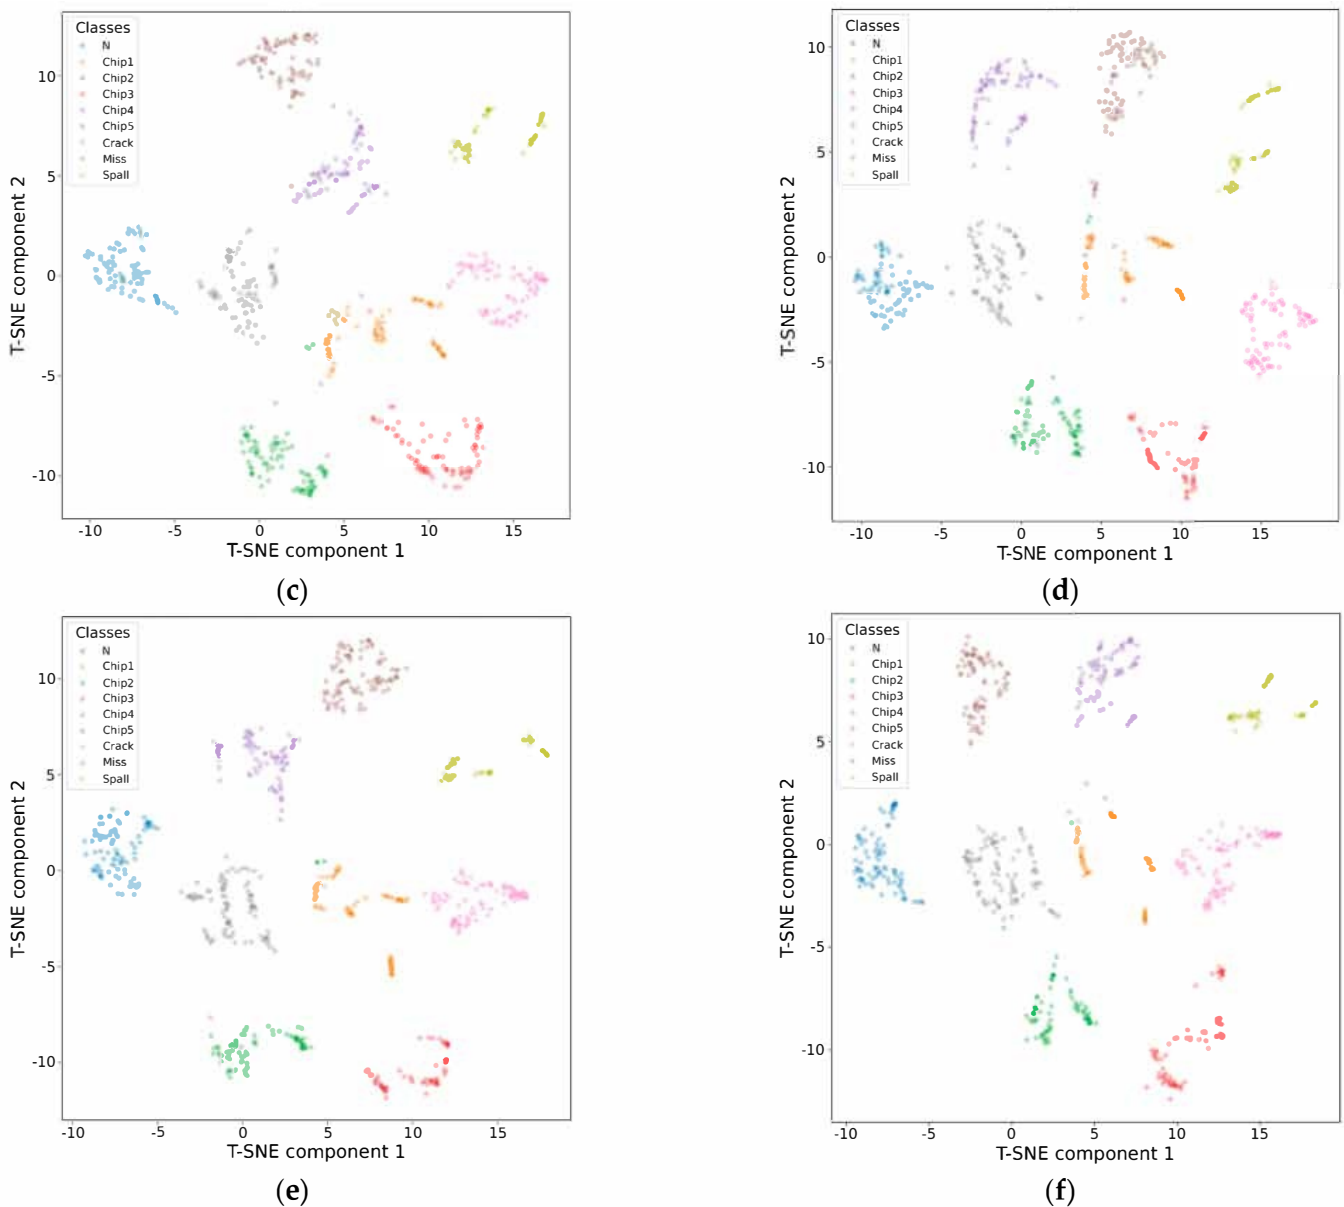 Classes
N
Chip1
Chip2
Chip3
Chip4
Chip5
Crack
Miss
Spall
10
5
0
-5
-10
T-SNE component 2
-10 -5 0 5 10 15
T-SNE component 1
(c)
Classes
N
Chip1
Chip2
Chip3
Chip4
Chip5
Crack
Miss
Spall
10
5
0
-5
-10
T-SNE component 2
-10 -5 0 5 10 15
T-SNE component 1
(d)
Classes
N
Chip1
Chip2
Chip3
Chip4
Chip5
Crack
Miss
Spall
10
5
0
-5
-10
T-SNE component 2
-10 -5 0 5 10 15
T-SNE component 1
(e)
Classes
N
Chip1
Chip2
Chip3
Chip4
Chip5
Crack
Miss
Spall
10
5
0
-5
-10
T-SNE component 2
-10 -5 0 5 10 15
T-SNE component 1
(f)